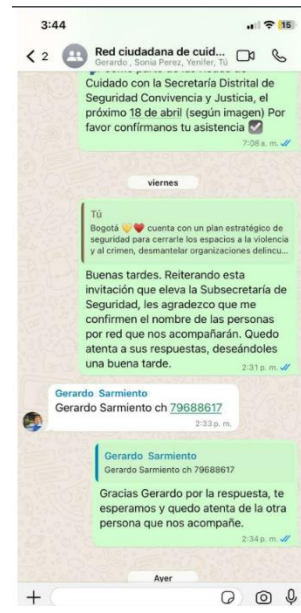 3:44
15
2
Red ciudadana de cuid...
Gerardo , Sonia Perez, Yenifer, Tú
Cuidado con la Secretaría Distrital de
Seguridad Convivencia y Justicia, el
próximo 18 de abril (según imagen) Por
favor confírmanos tu asistencia ☑️
7:08 a. m.
viernes
Tú
Bogotá 💛❤️ cuenta con un plan estratégico de
seguridad para cerrarle los espacios a la violencia
y al crimen, desmantelar organizaciones delincu...
Buenas tardes. Reiterando esta
invitación que eleva la Subsecretaría de
Seguridad, les agradezco que me
confirmen el nombre de las personas
por red que nos acompañarán. Quedo
atenta a sus respuestas, deseándoles
una buena tarde.
2:31 p. m.
Gerardo Sarmiento
Gerardo Sarmiento ch 79688617
2:33 p. m.
Gerardo Sarmiento
Gerardo Sarmiento ch 79688617
Gracias Gerardo por la respuesta, te
esperamos y quedo atenta de la otra
persona que nos acompañe.
2:34 p. m.
Ayer